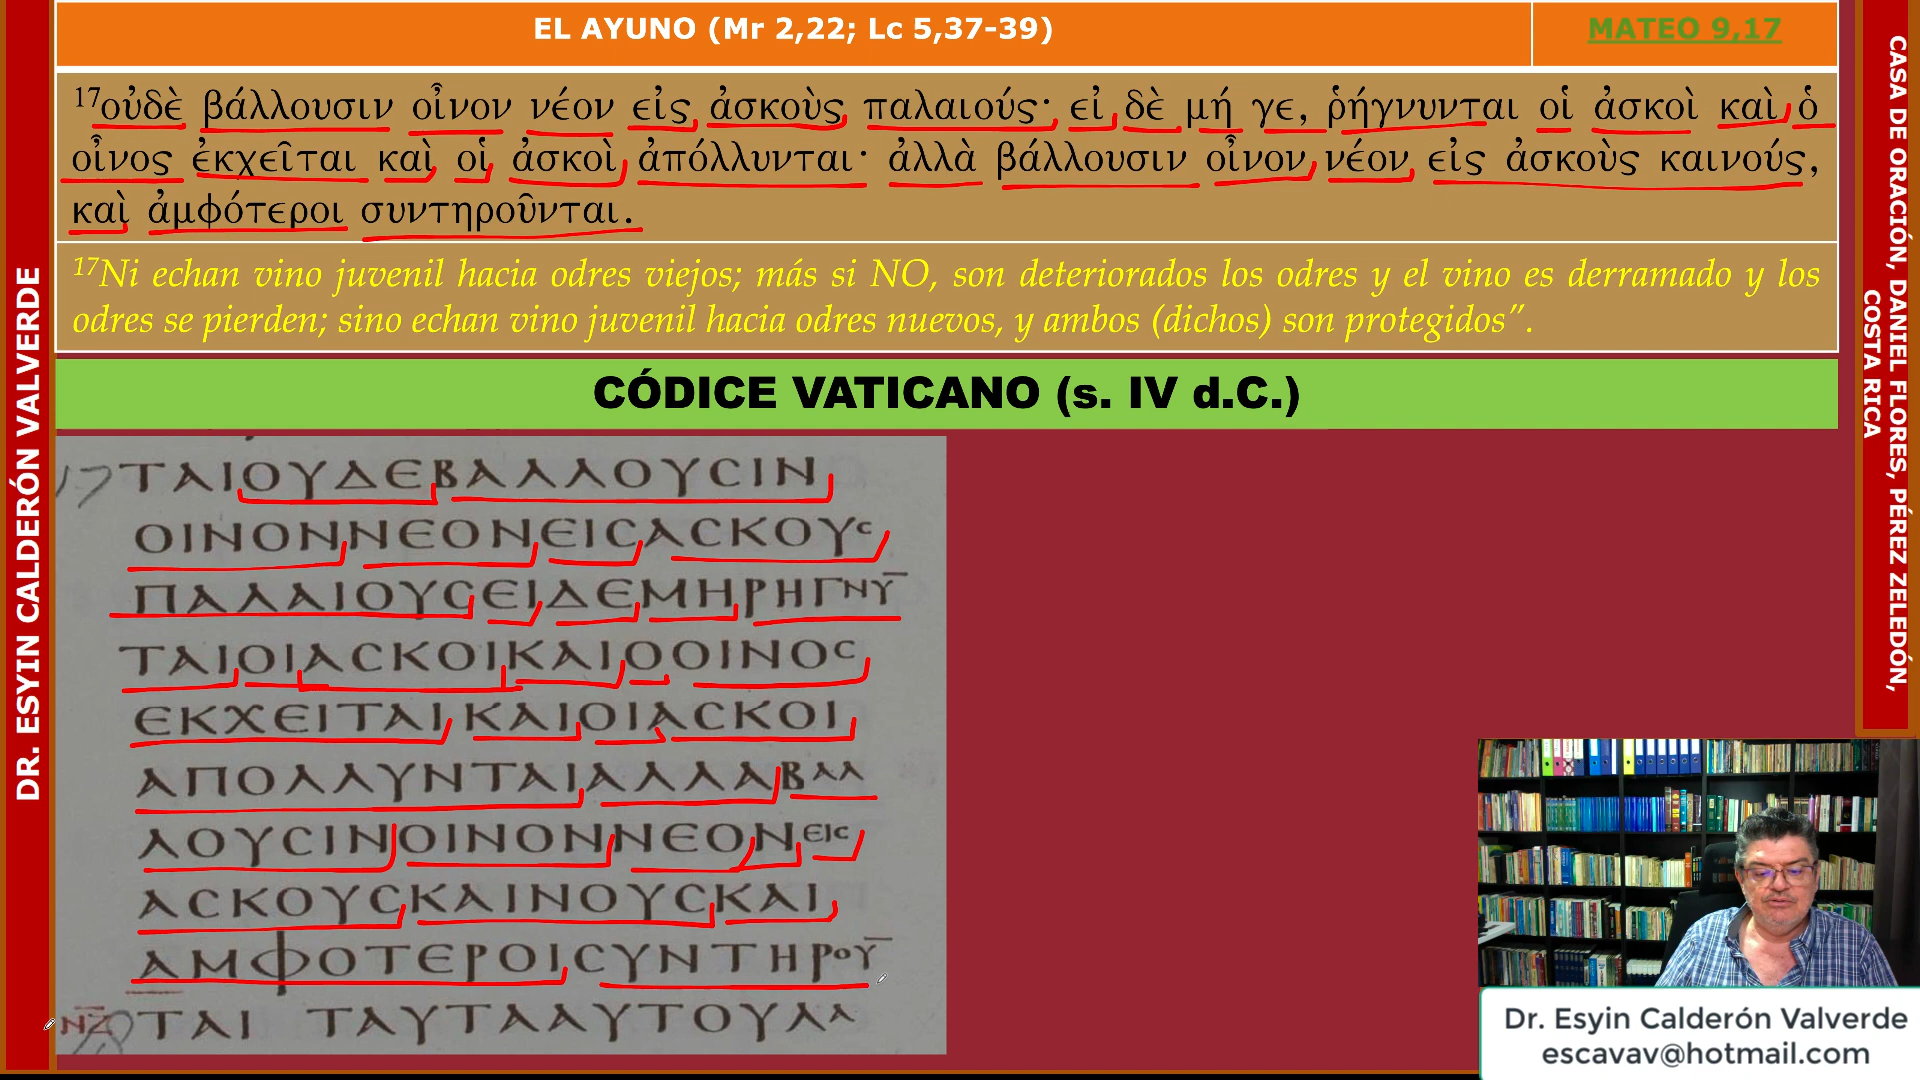 EL AYUNO (Mr 2,22; Lc 5,37-39)
MATEO 9,17
¹⁷οὐδὲ βάλλουσιν οἶνον νέον εἰς ἀσκοὺς παλαιούς· εἰ δὲ μή γε, ῥήγνυνται οἱ ἀσκοὶ καὶ ὁ
οἶνος ἐκχεῖται καὶ οἱ ἀσκοὶ ἀπόλλυνται· ἀλλὰ βάλλουσιν οἶνον νέον εἰς ἀσκοὺς καινούς,
καὶ ἀμφότεροι συντηροῦνται.
¹⁷Ni echan vino juvenil hacia odres viejos; más si NO, son deteriorados los odres y el vino es derramado y los
odres se pierden; sino echan vino juvenil hacia odres nuevos, y ambos (dichos) son protegidos”.
CÓDICE VATICANO (s. IV d.C.)
17 ΤΑΙΟΥΔΕΒΑΛΛΟΥϹΙΝ
ΟΙΝΟΝΝΕΟΝΕΙϹΑϹΚΟΥϹ
ΠΑΛΑΙΟΥϹΕΙΔΕΜΗΡΗΓΝΥ¯
ΤΑΙΟΙΑϹΚΟΙΚΑΙΟΟΙΝΟϹ
ΕΚΧΕΙΤΑΙΚΑΙΟΙΑϹΚΟΙ
ΑΠΟΛΛΥΝΤΑΙΑΛΛΑΒΑΛ
ΛΟΥϹΙΝΟΙΝΟΝΝΕΟΝΕΙϹ
ΑϹΚΟΥϹΚΑΙΝΟΥϹΚΑΙ
ΑΜΦΟΤΕΡΟΙϹΥΝΤΗΡΟΥ¯
ΝΖ ΤΑΙ ΤΑΥΤΑΑΥΤΟΥΛΑ
DR. ESYIN CALDERÓN VALVERDE
CASA DE ORACIÓN, DANIEL FLORES, PÉREZ ZELEDÓN,
COSTA RICA
Dr. Esyin Calderón Valverde
escavav@hotmail.com